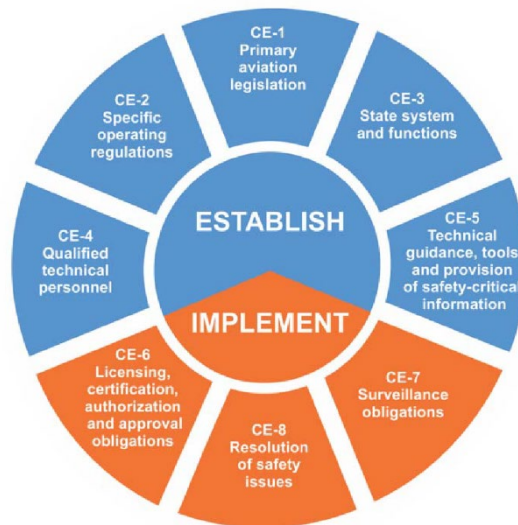 CE-1
Primary
aviation
legislation
CE-2
Specific
operating
regulations
CE-3
State system
and functions
CE-4
Qualified
technical
personnel
ESTABLISH
CE-5
Technical
guidance, tools
and provision
of safety-critical
information
IMPLEMENT
CE-6
Licensing,
certification,
authorization
and approval
obligations
CE-8
Resolution
of safety
issues
CE-7
Surveillance
obligations